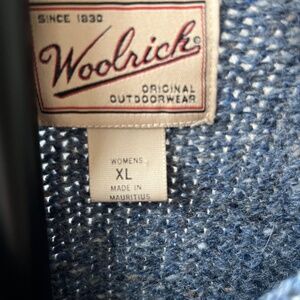 SINCE 1830
Woolrich
ORIGINAL
OUTDOORWEAR
WOMENS
XL
MADE IN
MAURITIUS